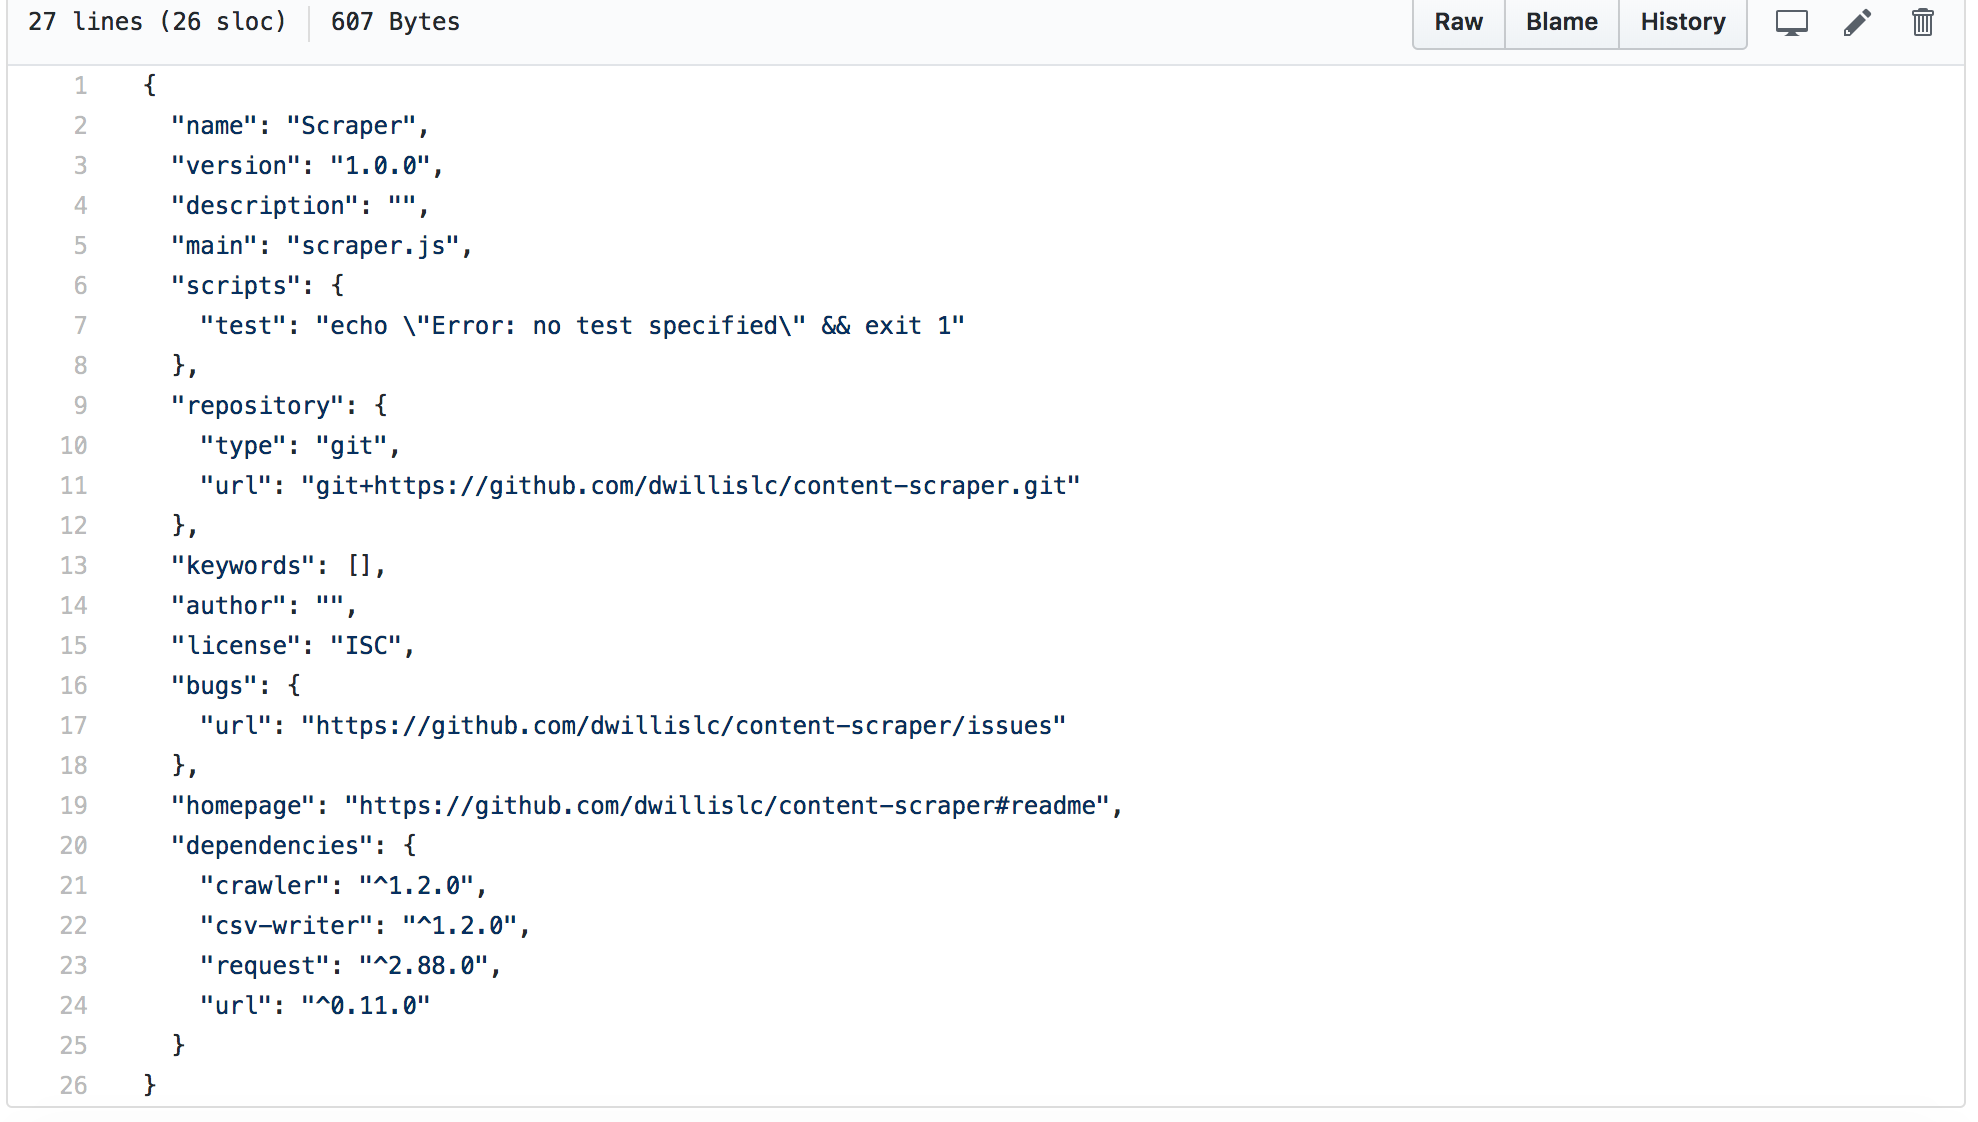 27 lines (26 sloc) 607 Bytes Raw Blame History
1 {
2 "name": "Scraper",
3 "version": "1.0.0",
4 "description": "",
5 "main": "scraper.js",
6 "scripts": {
7 "test": "echo \"Error: no test specified\" && exit 1"
8 },
9 "repository": {
10 "type": "git",
11 "url": "git+https://github.com/dwillislc/content-scraper.git"
12 },
13 "keywords": [],
14 "author": "",
15 "license": "ISC",
16 "bugs": {
17 "url": "https://github.com/dwillislc/content-scraper/issues"
18 },
19 "homepage": "https://github.com/dwillislc/content-scraper#readme",
20 "dependencies": {
21 "crawler": "^1.2.0",
22 "csv-writer": "^1.2.0",
23 "request": "^2.88.0",
24 "url": "^0.11.0"
25 }
26 }